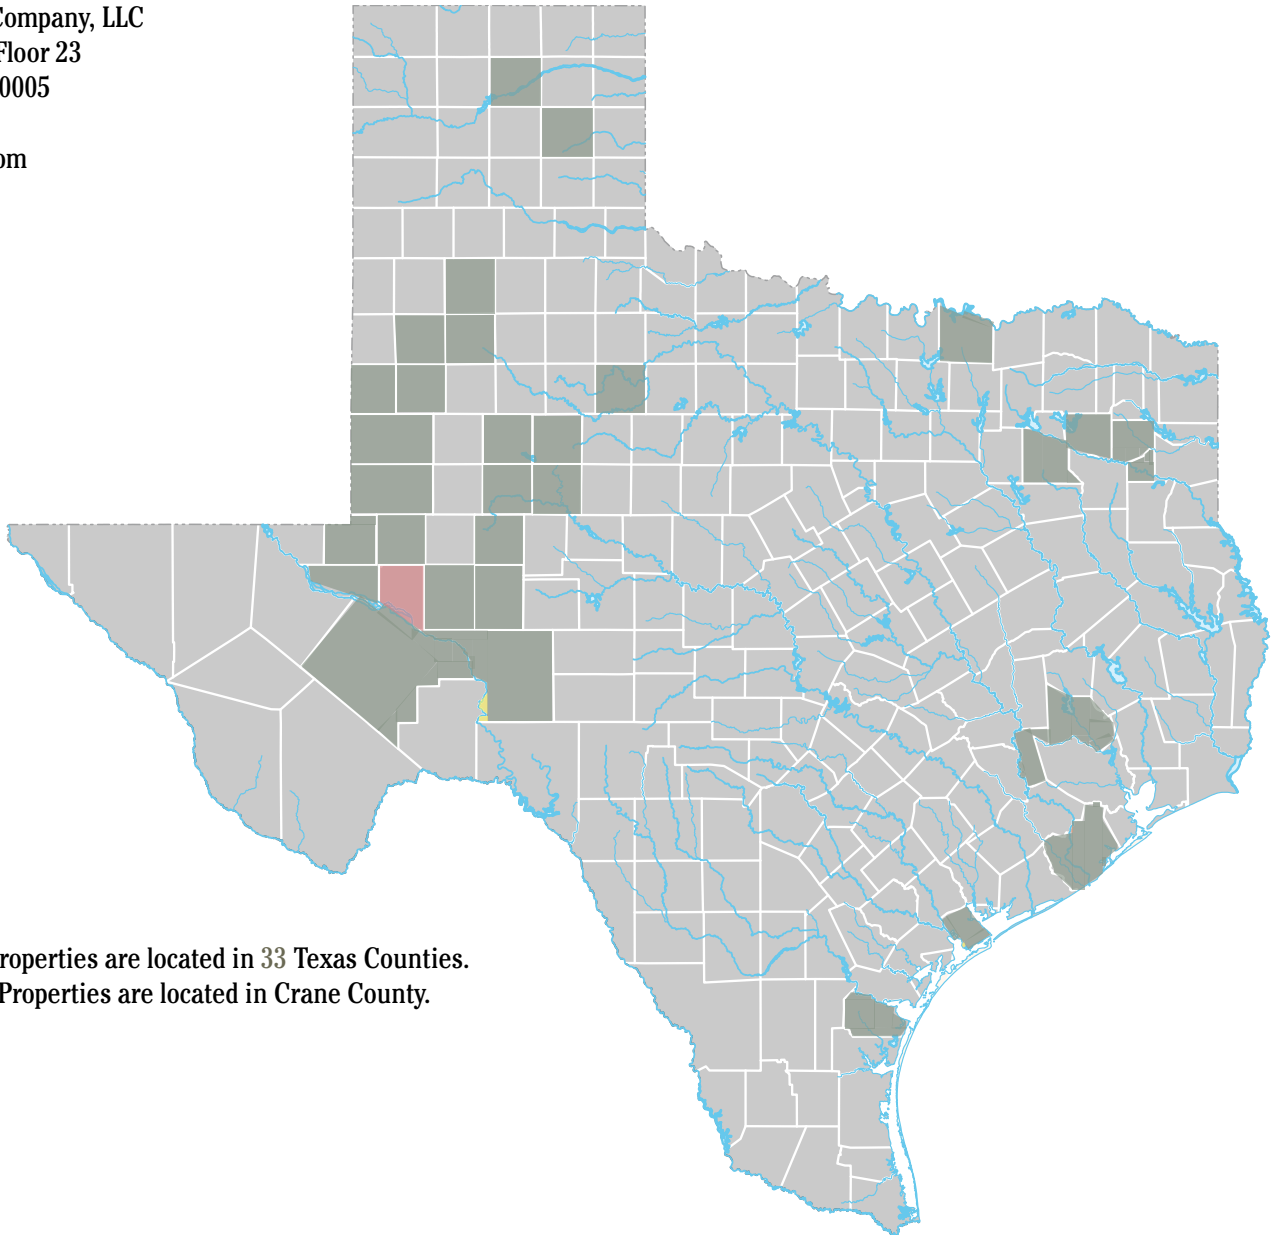 Company, LLC
Floor 23
0005
om
roperties are located in 33 Texas Counties.
Properties are located in Crane County.